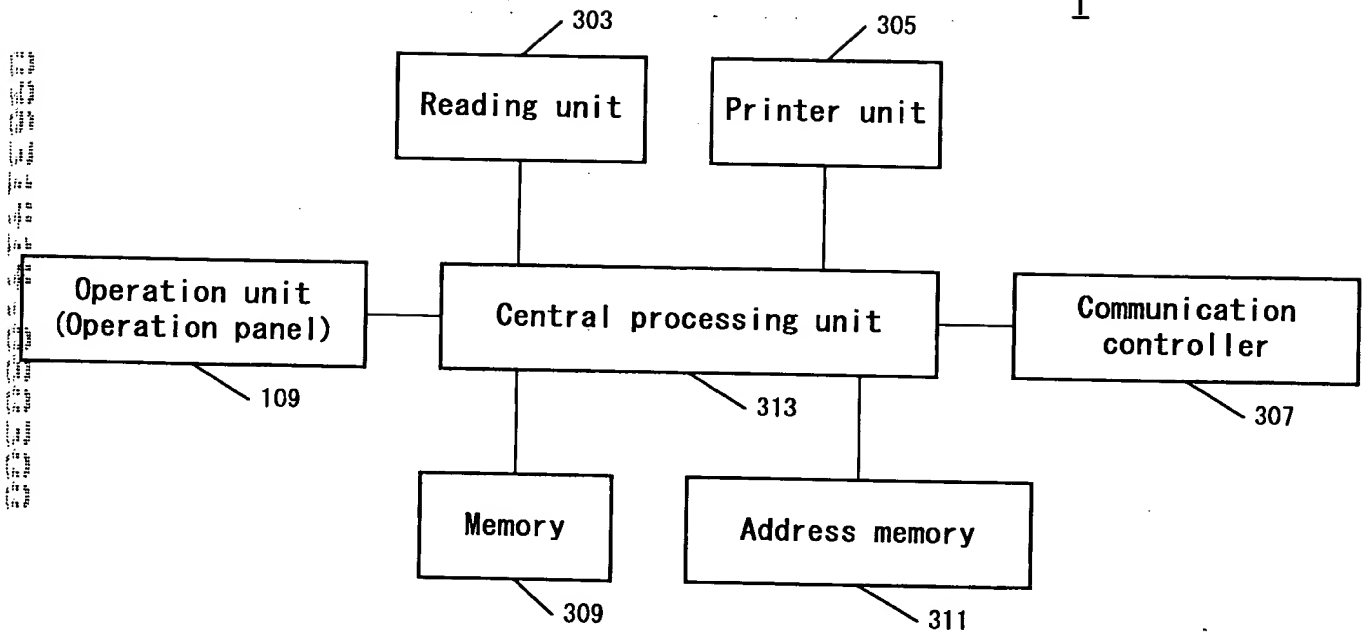 1
303
305
Reading unit
Printer unit
Operation unit
(Operation panel)
Central processing unit
Communication
controller
109
313
307
Memory
Address memory
309
311